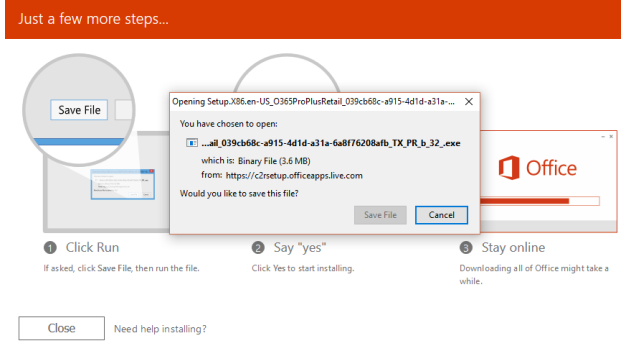 Just a few more steps...
Save File
Opening Setup.X86.en-US_O365ProPlusRetail_039cb68c-a915-4d1d-a31a-...
You have chosen to open:
...ail_039cb68c-a915-4d1d-a31a-6a8f76208afb_TX_PR_b_32_.exe
which is: Binary File (3.6 MB)
from: https://c2rsetup.officeapps.live.com
Would you like to save this file?
Save File
Cancel
Office
1 Click Run
If asked, click Save File, then run the file.
2 Say "yes"
Click Yes to start installing.
3 Stay online
Downloading all of Office might take a
while.
Close
Need help installing?